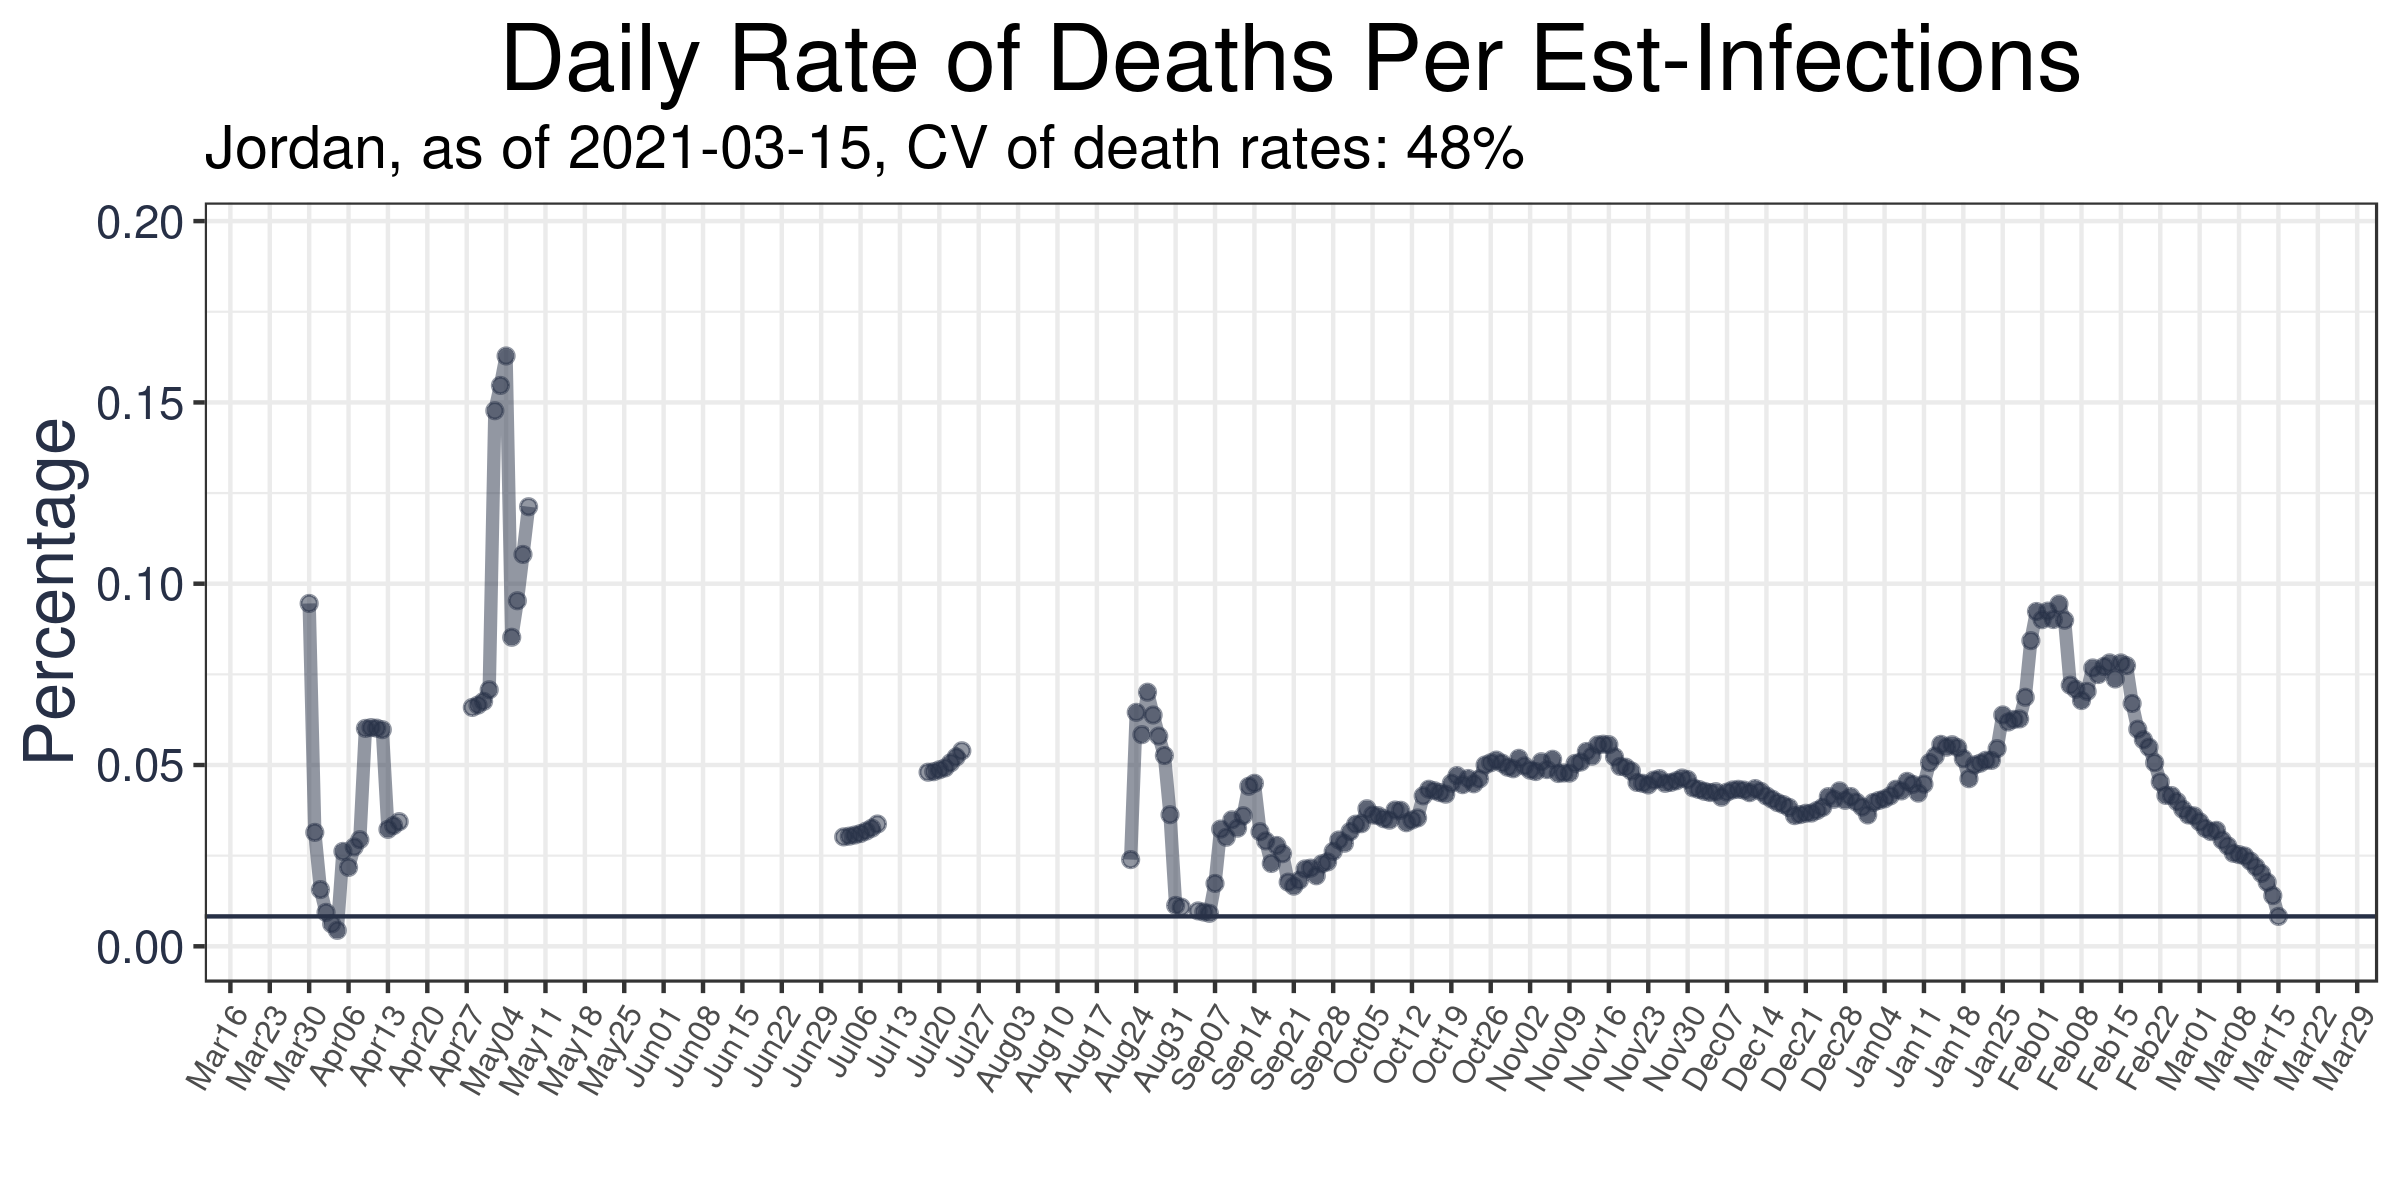 Daily Rate of Deaths Per Est-Infections
Jordan, as of 2021-03-15, CV of death rates: 48%
Percentage
0.20
0.15
0.10
0.05
0.00
Mar16
Mar23
Mar30
Apr06
Apr13
Apr20
Apr27
May04
May11
May18
May25
Jun01
Jun08
Jun15
Jun22
Jun29
Jul06
Jul13
Jul20
Jul27
Aug03
Aug10
Aug17
Aug24
Aug31
Sep07
Sep14
Sep21
Sep28
Oct05
Oct12
Oct19
Oct26
Nov02
Nov09
Nov16
Nov23
Nov30
Dec07
Dec14
Dec21
Dec28
Jan04
Jan11
Jan18
Jan25
Feb01
Feb08
Feb15
Feb22
Mar01
Mar08
Mar15
Mar22
Mar29